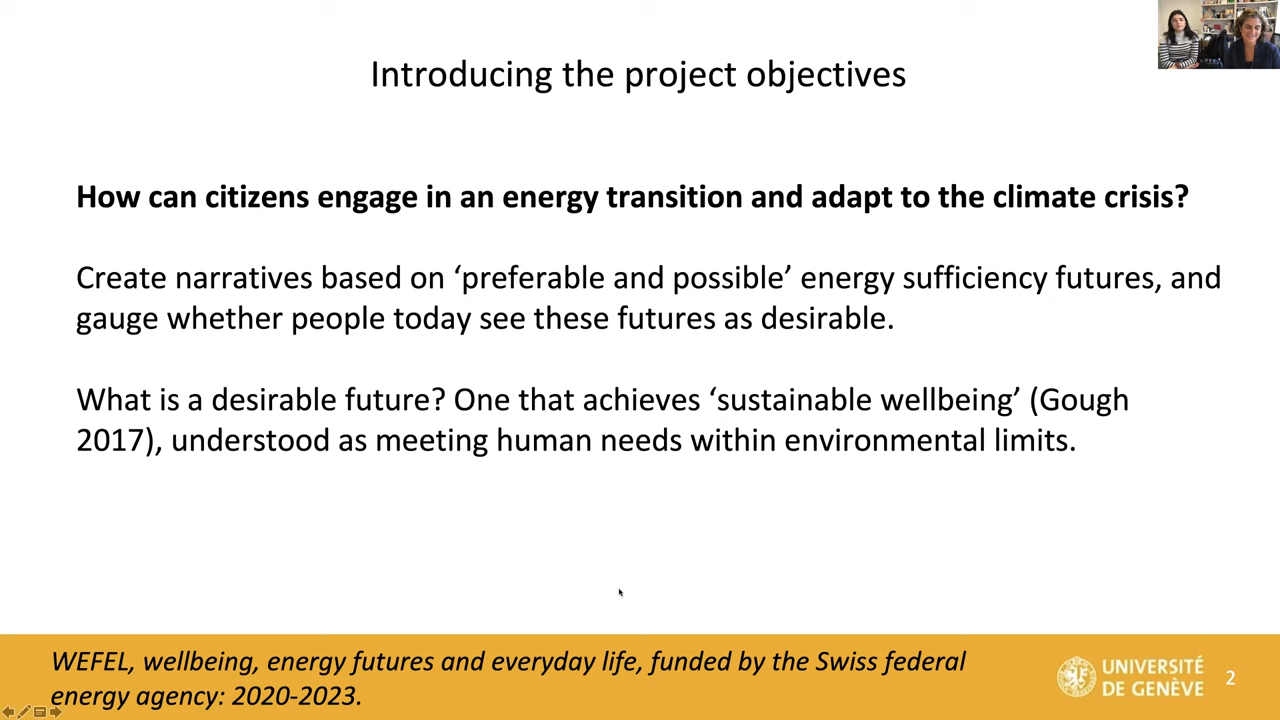 Introducing the project objectives
How can citizens engage in an energy transition and adapt to the climate crisis?
Create narratives based on ‘preferable and possible’ energy sufficiency futures, and
gauge whether people today see these futures as desirable.
What is a desirable future? One that achieves ‘sustainable wellbeing’ (Gough
2017), understood as meeting human needs within environmental limits.
WEFEL, wellbeing, energy futures and everyday life, funded by the Swiss federal
energy agency: 2020-2023.
UNIVERSITÉ
DE GENÈVE
2